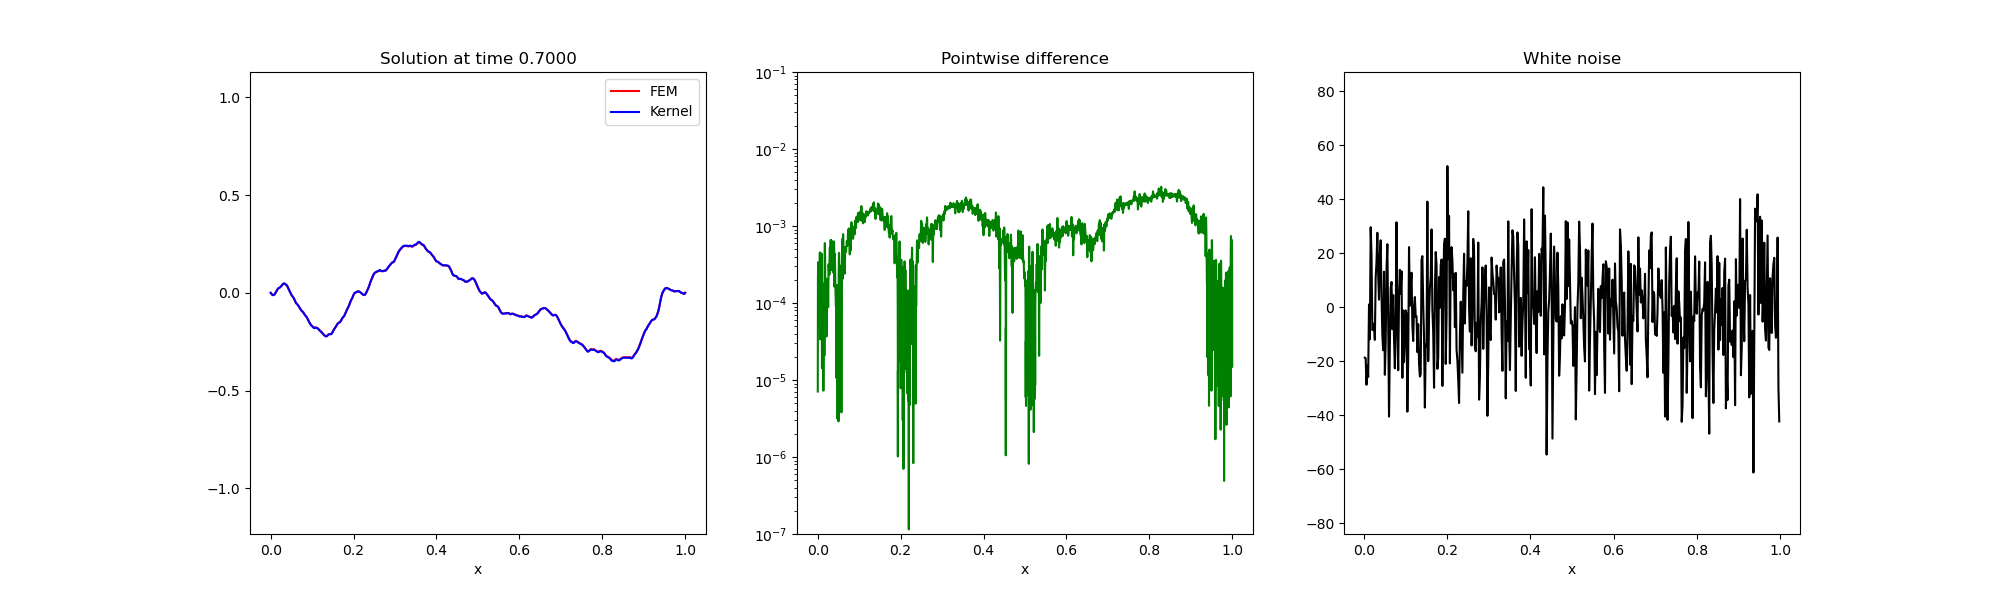 Solution at time 0.7000
FEM
Kernel
1.0
0.5
0.0
−0.5
−1.0
0.0 0.2 0.4 0.6 0.8 1.0
x
Pointwise difference
10⁻¹
10⁻²
10⁻³
10⁻⁴
10⁻⁵
10⁻⁶
10⁻⁷
0.0 0.2 0.4 0.6 0.8 1.0
x
White noise
80
60
40
20
0
−20
−40
−60
−80
0.0 0.2 0.4 0.6 0.8 1.0
x